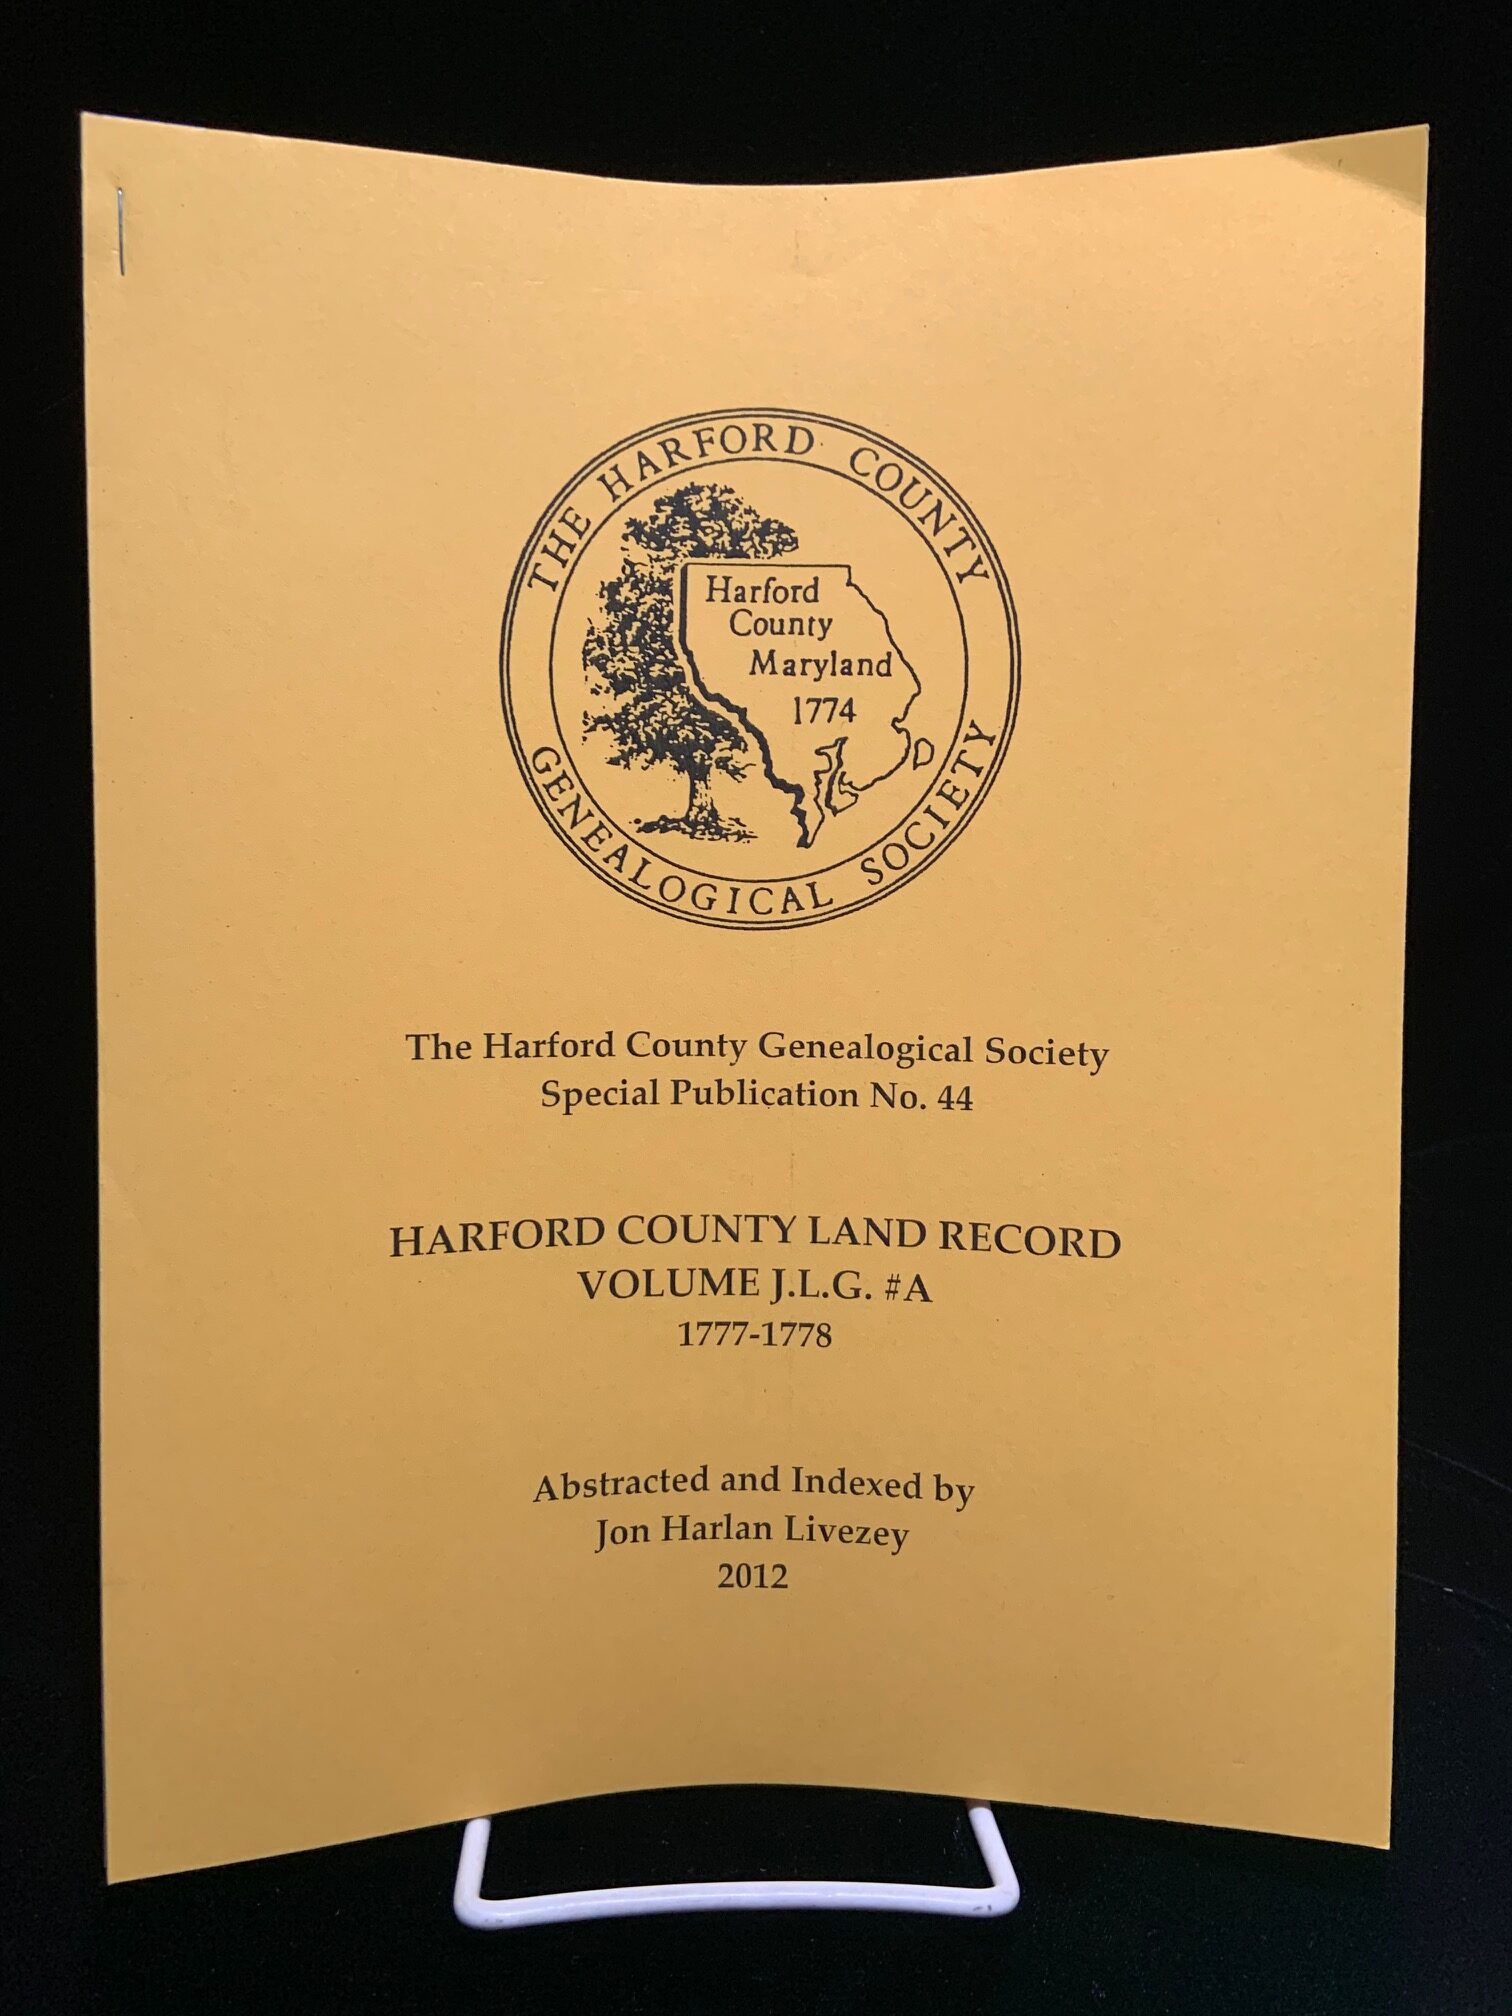 THE HARFORD COUNTY
GENEALOGICAL SOCIETY
Harford
County
Maryland
1774
The Harford County Genealogical Society
Special Publication No. 44
HARFORD COUNTY LAND RECORD
VOLUME J.L.G. #A
1777-1778
Abstracted and Indexed by
Jon Harlan Livezey
2012